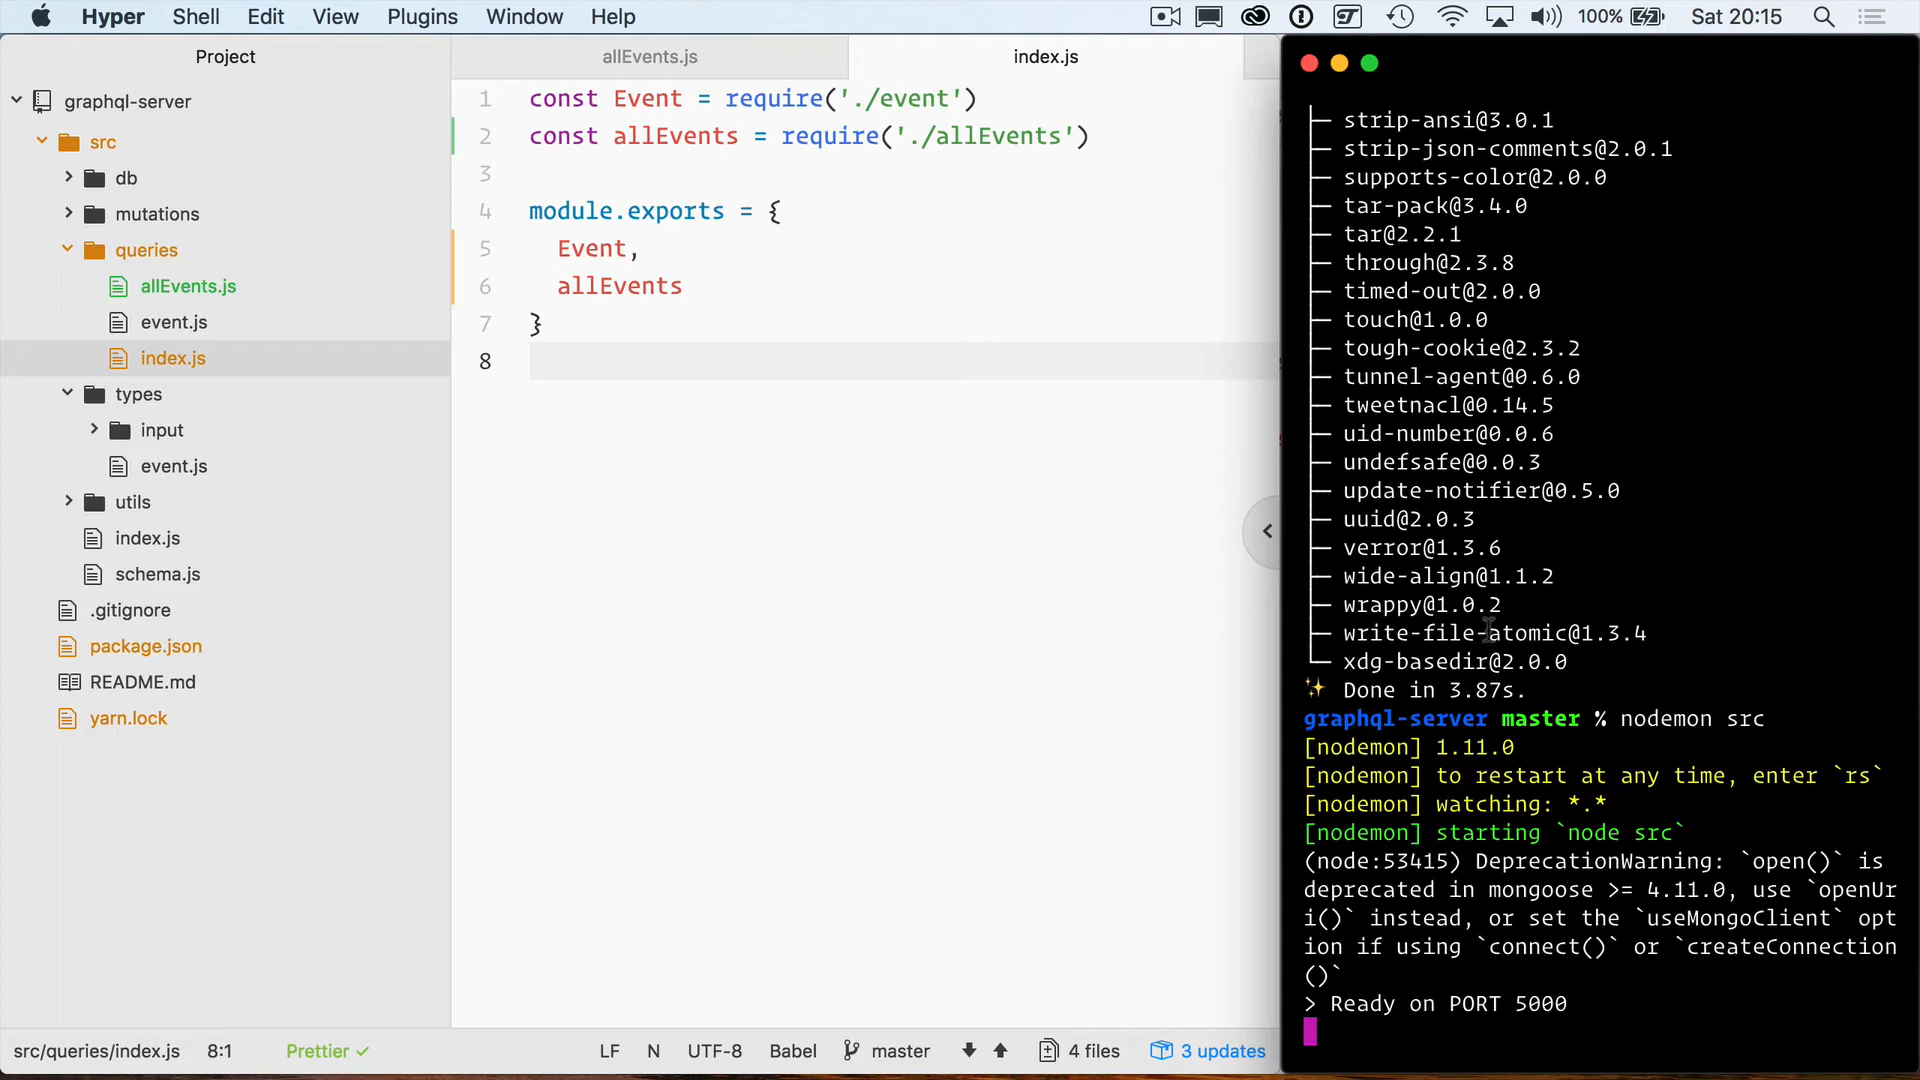 Hyper Shell Edit View Plugins Window Help 100% Sat 20:15
Project
graphql-server
src
db
mutations
queries
allEvents.js
event.js
index.js
types
input
event.js
utils
index.js
schema.js
.gitignore
package.json
README.md
yarn.lock
allEvents.js index.js
1 const Event = require('./event')
2 const allEvents = require('./allEvents')
3
4 module.exports = {
5 Event,
6 allEvents
7 }
8
src/queries/index.js 8:1 Prettier ✓ LF N UTF-8 Babel master 4 files 3 updates
├─ strip-ansi@3.0.1
├─ strip-json-comments@2.0.1
├─ supports-color@2.0.0
├─ tar-pack@3.4.0
├─ tar@2.2.1
├─ through@2.3.8
├─ timed-out@2.0.0
├─ touch@1.0.0
├─ tough-cookie@2.3.2
├─ tunnel-agent@0.6.0
├─ tweetnacl@0.14.5
├─ uid-number@0.0.6
├─ undefsafe@0.0.3
├─ update-notifier@0.5.0
├─ uuid@2.0.3
├─ verror@1.3.6
├─ wide-align@1.1.2
├─ wrappy@1.0.2
├─ write-file-atomic@1.3.4
└─ xdg-basedir@2.0.0
✨ Done in 3.87s.
graphql-server master % nodemon src
[nodemon] 1.11.0
[nodemon] to restart at any time, enter `rs`
[nodemon] watching: *.*
[nodemon] starting `node src`
(node:53415) DeprecationWarning: `open()` is
deprecated in mongoose >= 4.11.0, use `openUr
i()` instead, or set the `useMongoClient` opt
ion if using `connect()` or `createConnection
()`
> Ready on PORT 5000